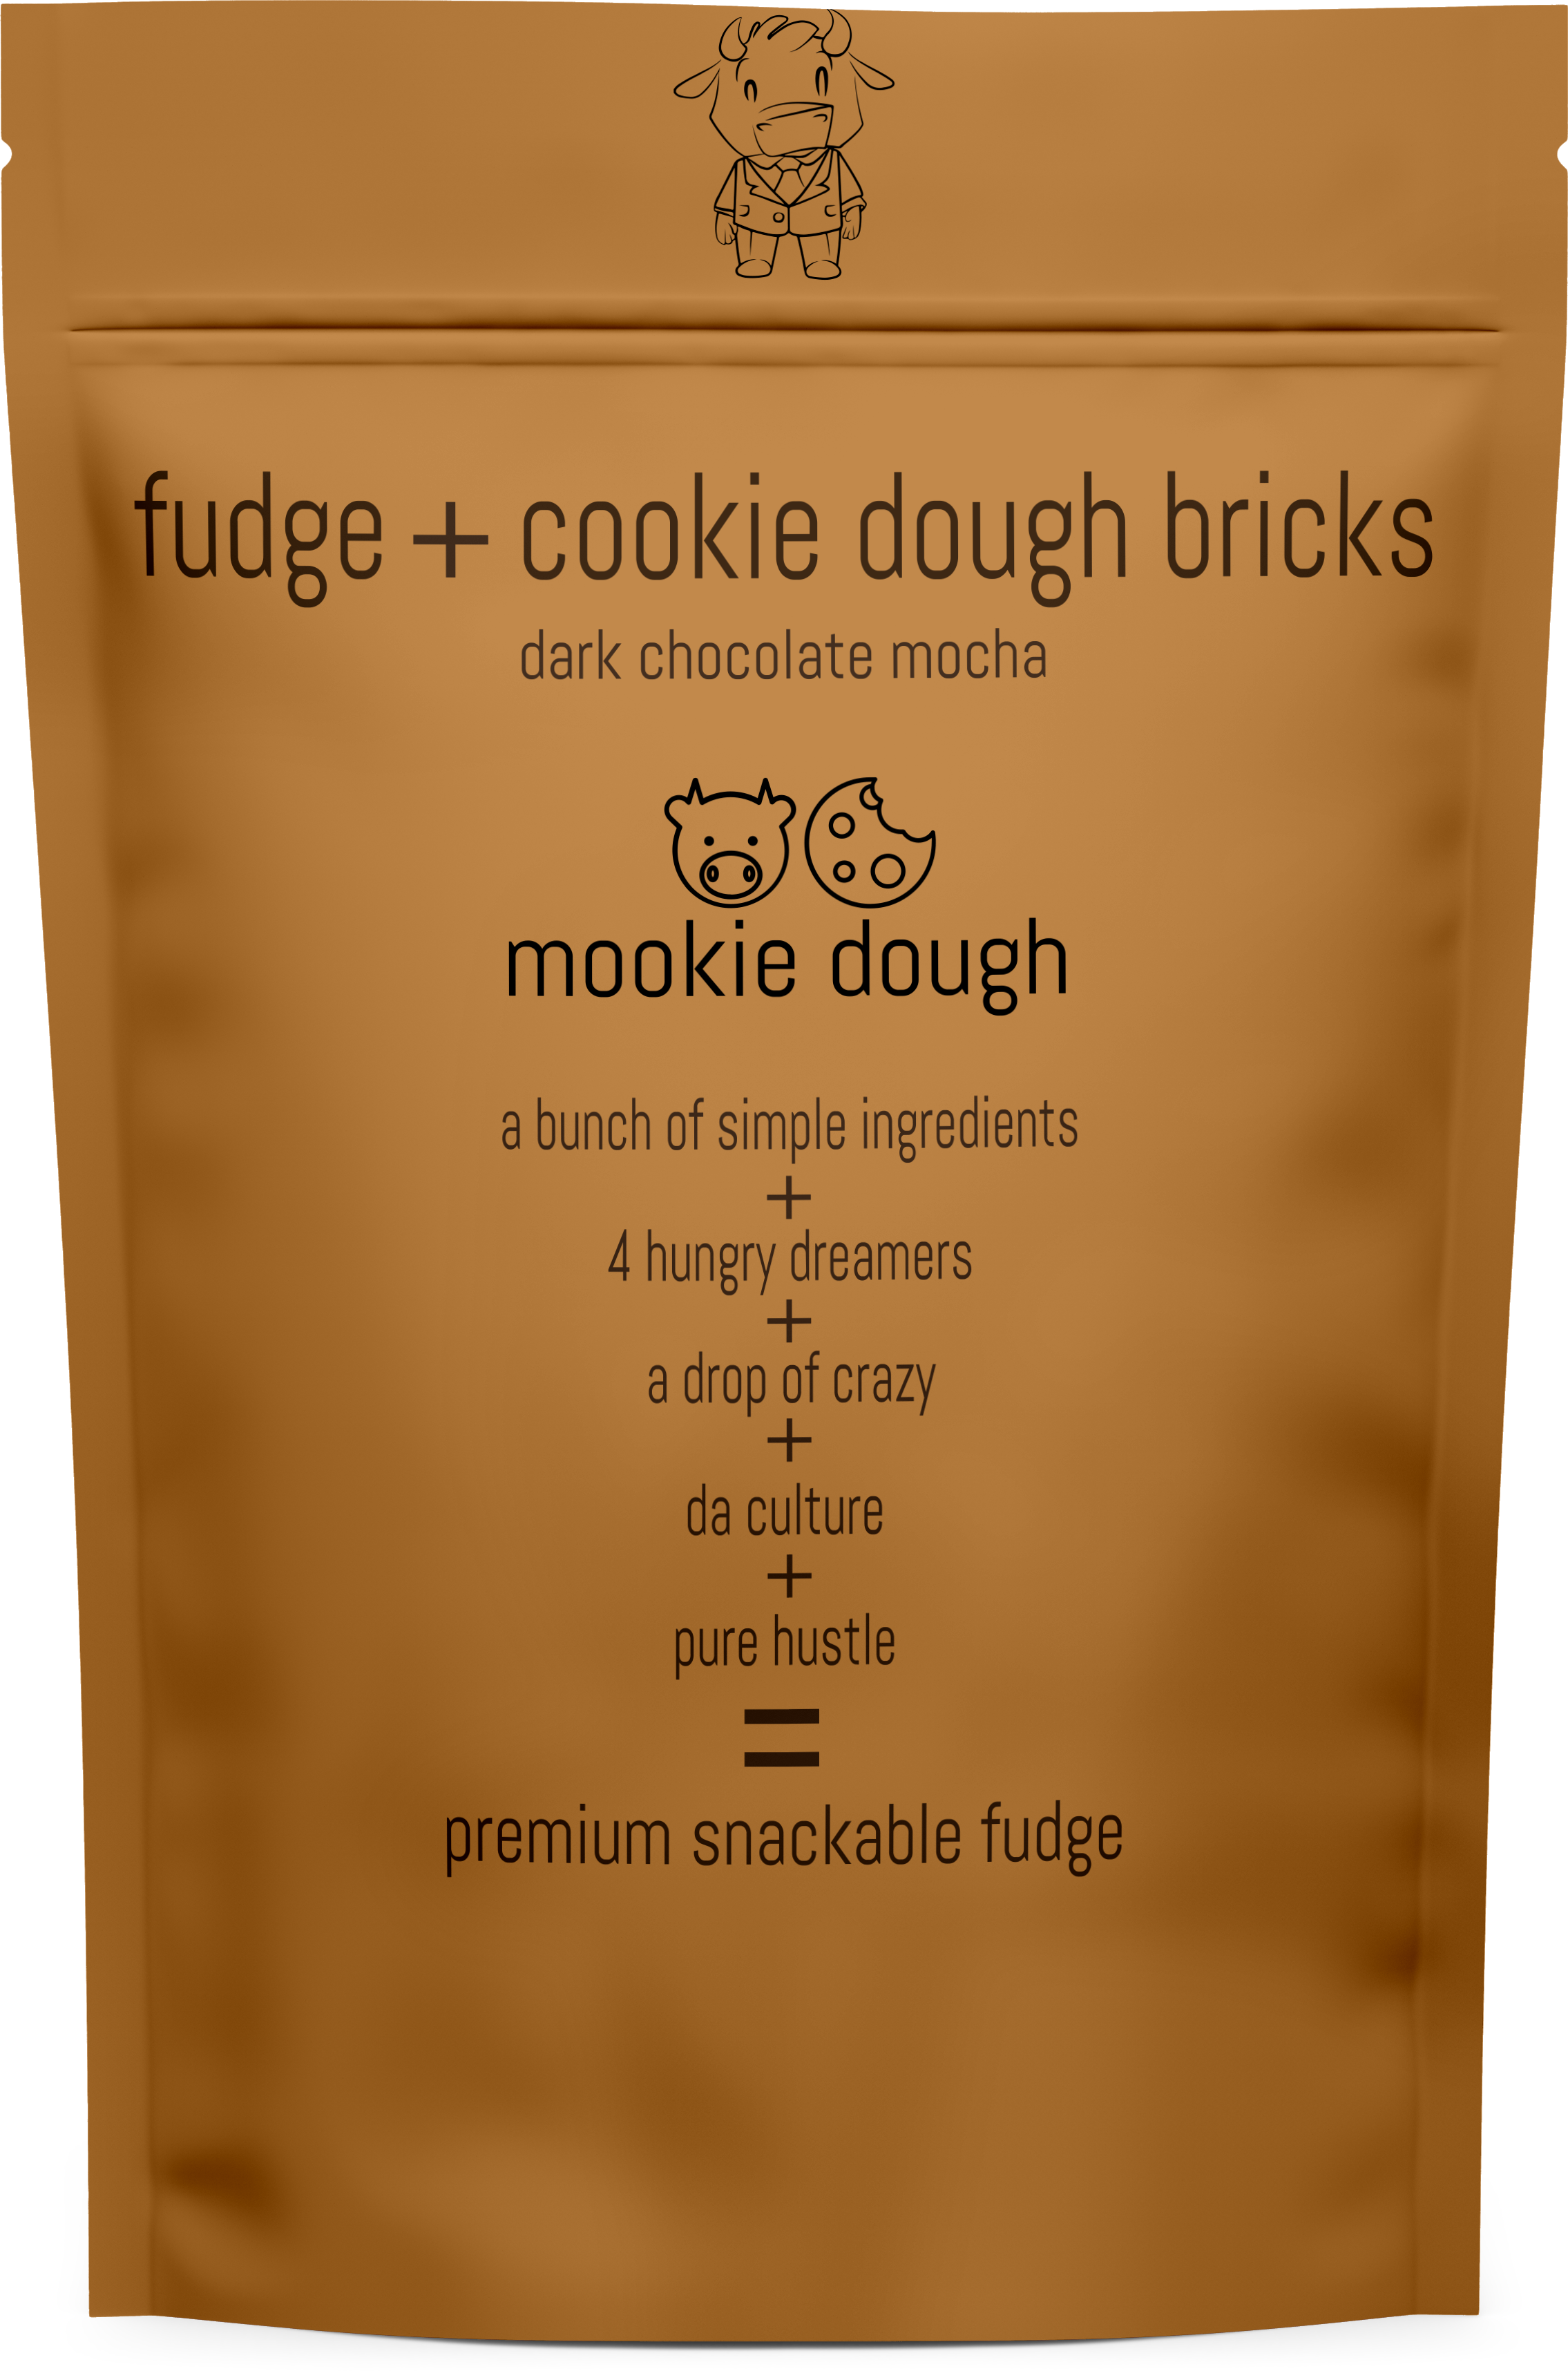 fudge + cookie dough bricks
dark chocolate mocha
mookie dough
a bunch of simple ingredients
+
4 hungry dreamers
+
a drop of crazy
+
da culture
+
pure hustle
=
premium snackable fudge